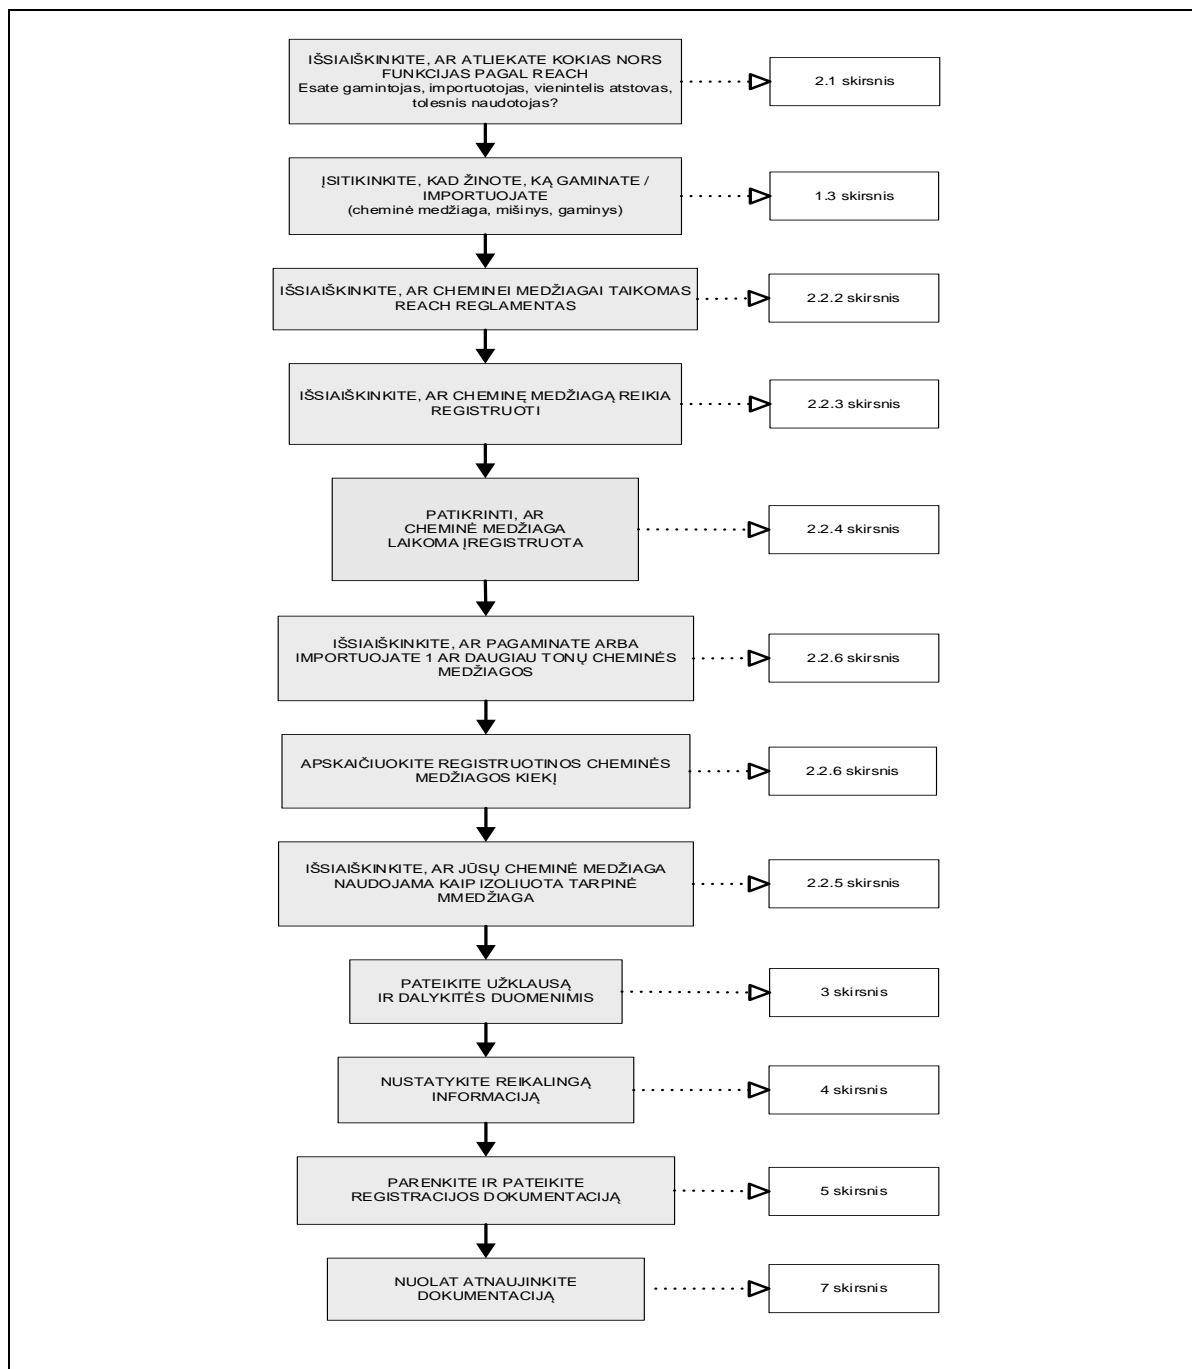 IŠSIAIŠKINKITE, AR ATLIEKATE KOKIAS NORS
FUNKCIJAS PAGAL REACH
Esate gamintojas, importuotojas, vienintelis atstovas,
tolesnis naudotojas?
2.1 skirsnis
ĮSITIKINKITE, KAD ŽINOTE, KĄ GAMINATE /
IMPORTUOJATE
(cheminė medžiaga, mišinys, gaminys)
1.3 skirsnis
IŠSIAIŠKINKITE, AR CHEMINEI MEDŽIAGAI TAIKOMAS
REACH REGLAMENTAS
2.2.2 skirsnis
IŠSIAIŠKINKITE, AR CHEMINĘ MEDŽIAGĄ REIKIA
REGISTRUOTI
2.2.3 skirsnis
PATIKRINTI, AR
CHEMINĖ MEDŽIAGA
LAIKOMA ĮREGISTRUOTA
2.2.4 skirsnis
IŠSIAIŠKINKITE, AR PAGAMINATE ARBA
IMPORTUOJATE 1 AR DAUGIAU TONŲ CHEMINĖS
MEDŽIAGOS
2.2.6 skirsnis
APSKAIČIUOKITE REGISTRUOTINOS CHEMINĖS
MEDŽIAGOS KIEKĮ
2.2.6 skirsnis
IŠSIAIŠKINKITE, AR JŪSŲ CHEMINĖ MEDŽIAGA
NAUDOJAMA KAIP IZOLIUOTA TARPINĖ
MMEDŽIAGA
2.2.5 skirsnis
PATEIKITE UŽKLAUSĄ
IR DALYKITĖS DUOMENIMIS
3 skirsnis
NUSTATYKITE REIKALINGĄ
INFORMACIJĄ
4 skirsnis
PARENKITE IR PATEIKITE
REGISTRACIJOS DOKUMENTACIJĄ
5 skirsnis
NUOLAT ATNAUJINKITE
DOKUMENTACIJĄ
7 skirsnis